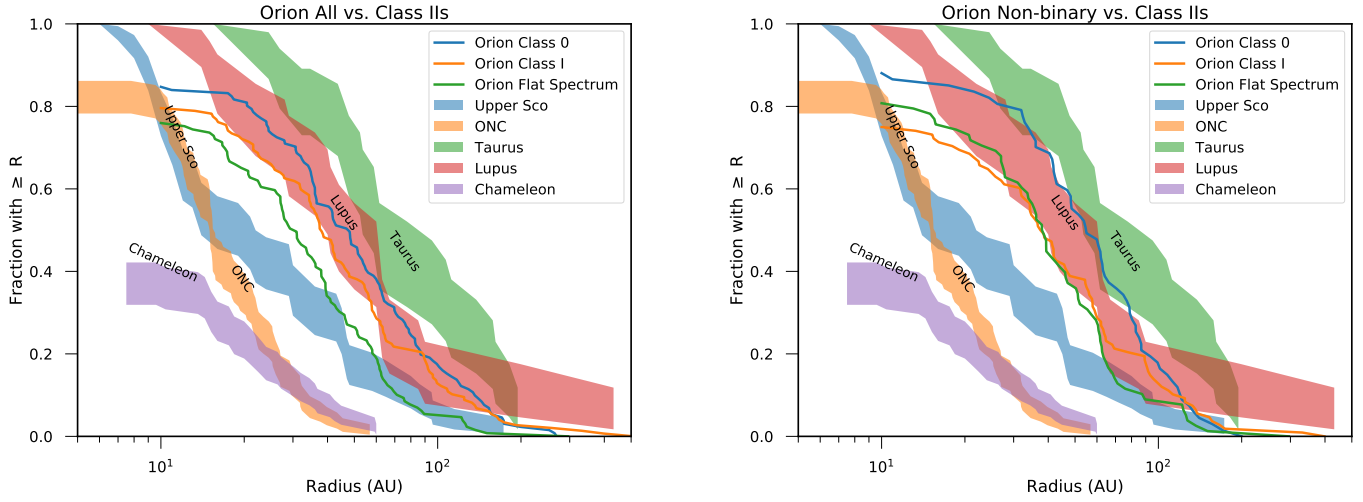 Orion All vs. Class IIs
1.0
0.8
0.6
0.4
0.2
0.0
Fraction with ≥ R
Orion Class 0
Orion Class I
Orion Flat Spectrum
Upper Sco
ONC
Taurus
Lupus
Chameleon
Upper Sco
Lupus
Taurus
Chameleon
ONC
10¹
10²
Radius (AU)
Orion Non-binary vs. Class IIs
1.0
0.8
0.6
0.4
0.2
0.0
Fraction with ≥ R
Orion Class 0
Orion Class I
Orion Flat Spectrum
Upper Sco
ONC
Taurus
Lupus
Chameleon
Upper Sco
Lupus
Taurus
Chameleon
ONC
10¹
10²
Radius (AU)